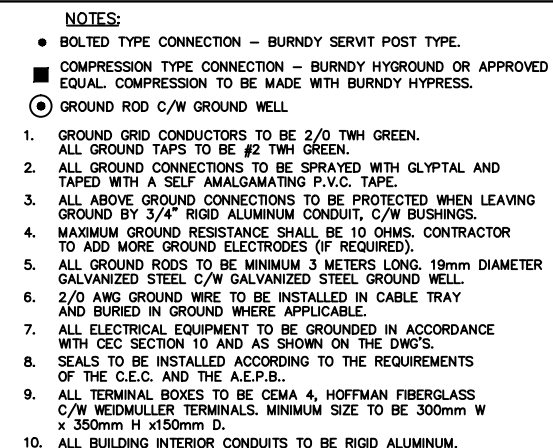 NOTES:
BOLTED TYPE CONNECTION – BURNDY SERVIT POST TYPE.
COMPRESSION TYPE CONNECTION – BURNDY HYGROUND OR APPROVED
EQUAL. COMPRESSION TO BE MADE WITH BURNDY HYPRESS.
GROUND ROD C/W GROUND WELL
1. GROUND GRID CONDUCTORS TO BE 2/0 TWH GREEN.
ALL GROUND TAPS TO BE #2 TWH GREEN.
2. ALL GROUND CONNECTIONS TO BE SPRAYED WITH GLYPTAL AND
TAPED WITH A SELF AMALGAMATING P.V.C. TAPE.
3. ALL ABOVE GROUND CONNECTIONS TO BE PROTECTED WHEN LEAVING
GROUND BY 3/4" RIGID ALUMINUM CONDUIT, C/W BUSHINGS.
4. MAXIMUM GROUND RESISTANCE SHALL BE 10 OHMS. CONTRACTOR
TO ADD MORE GROUND ELECTRODES (IF REQUIRED).
5. ALL GROUND RODS TO BE MINIMUM 3 METERS LONG. 19mm DIAMETER
GALVANIZED STEEL C/W GALVANIZED STEEL GROUND WELL.
6. 2/0 AWG GROUND WIRE TO BE INSTALLED IN CABLE TRAY
AND BURIED IN GROUND WHERE APPLICABLE.
7. ALL ELECTRICAL EQUIPMENT TO BE GROUNDED IN ACCORDANCE
WITH CEC SECTION 10 AND AS SHOWN ON THE DWG'S.
8. SEALS TO BE INSTALLED ACCORDING TO THE REQUIREMENTS
OF THE C.E.C. AND THE A.E.P.B..
9. ALL TERMINAL BOXES TO BE CEMA 4, HOFFMAN FIBERGLASS
C/W WEIDMULLER TERMINALS. MINIMUM SIZE TO BE 300mm W
x 350mm H x150mm D.
10. ALL BUILDING INTERIOR CONDUITS TO BE RIGID ALUMINUM.